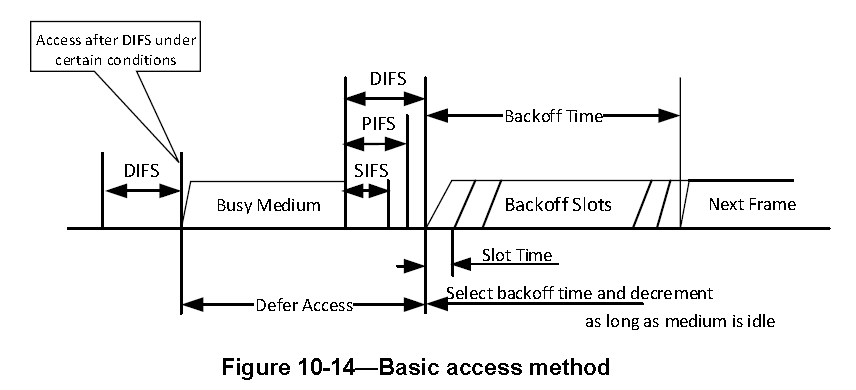 Access after DIFS under
certain conditions
DIFS
DIFS
PIFS
SIFS
Backoff Time
Busy Medium
Backoff Slots
Next Frame
Slot Time
Defer Access
Select backoff time and decrement
as long as medium is idle
Figure 10-14—Basic access method